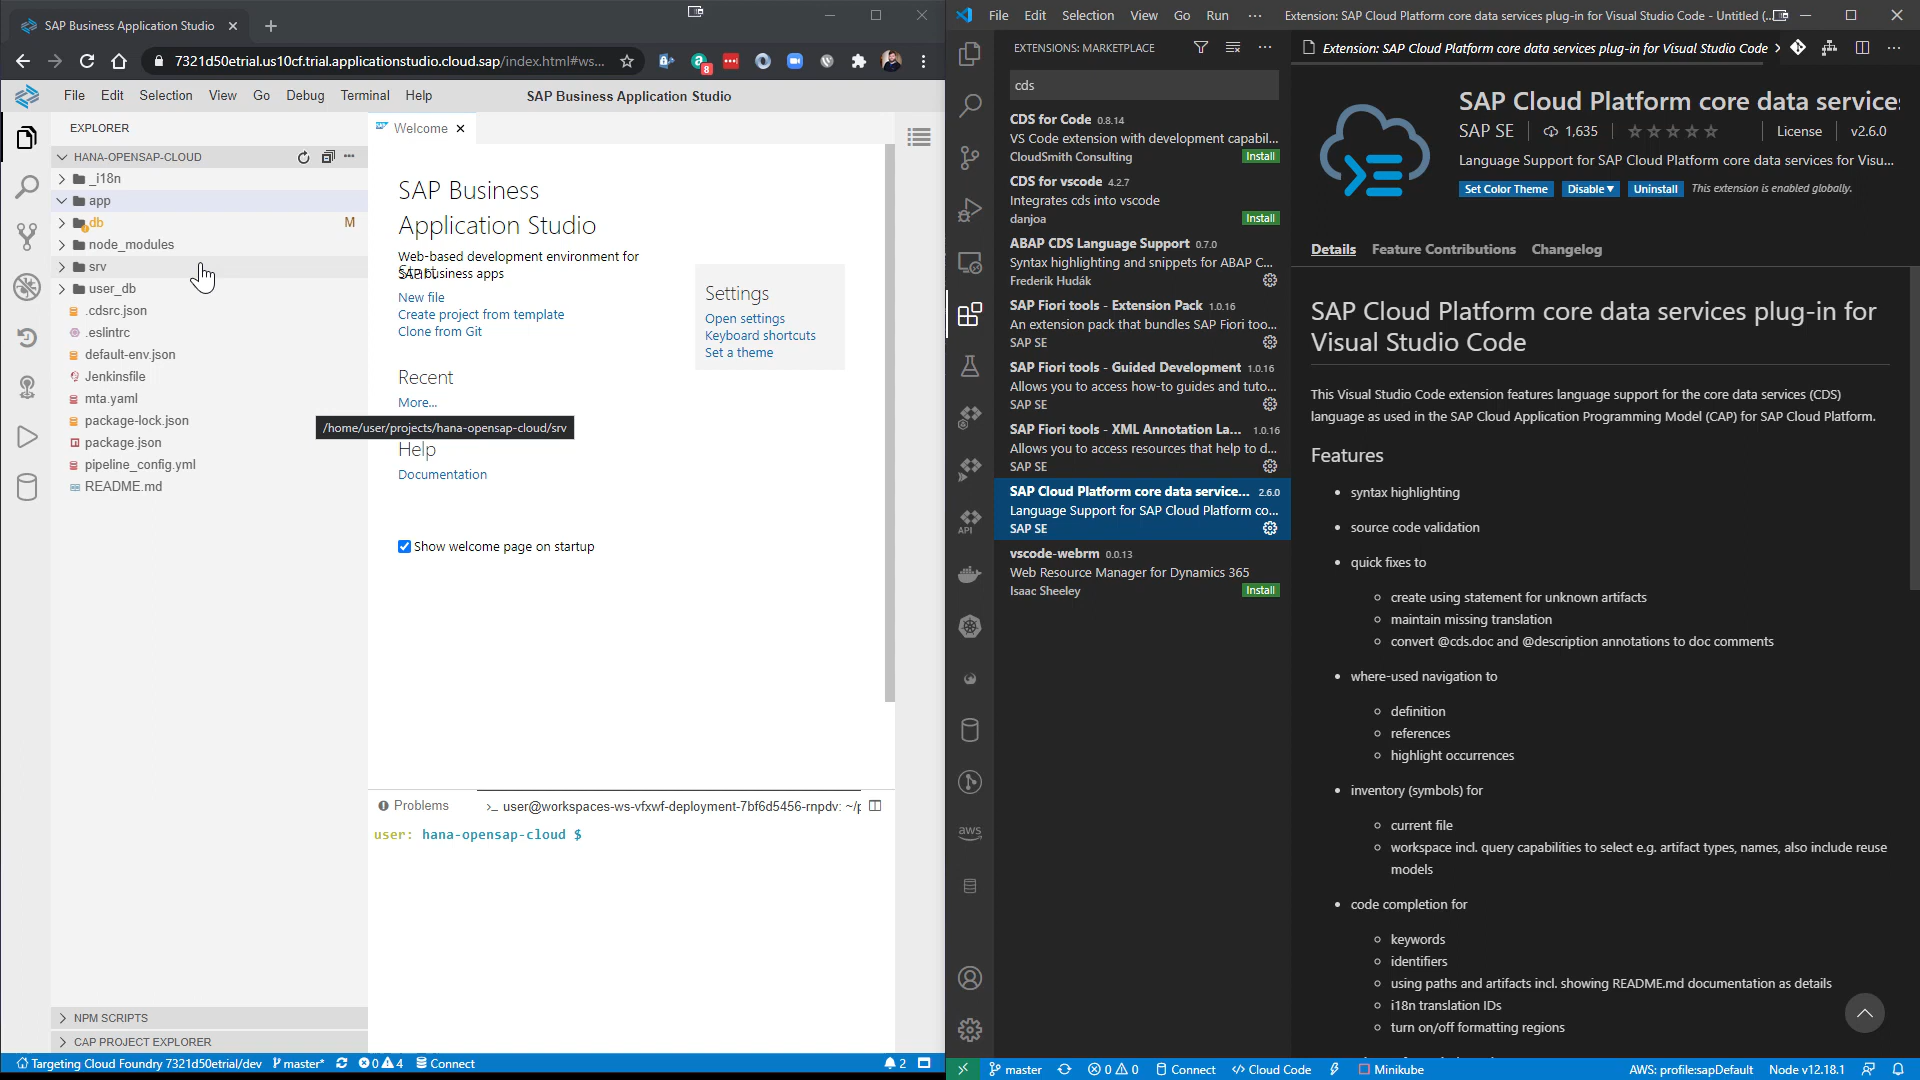 SAP Business Application Studio
7321d50etrial.us10cf.trial.applicationstudio.cloud.sap/index.html#ws...
8
File Edit Selection View Go Debug Terminal Help
SAP Business Application Studio
EXPLORER
HANA-OPENSAP-CLOUD
_i18n
app
db M
node_modules
srv
user_db
.cdsrc.json
.eslintrc
default-env.json
Jenkinsfile
mta.yaml
package-lock.json
package.json
pipeline_config.yml
README.md
NPM SCRIPTS
CAP PROJECT EXPLORER
Welcome
SAP Business
Application Studio
Web-based development environment for
SAP business apps
Start
New file
Create project from template
Clone from Git
Recent
More...
/home/user/projects/hana-opensap-cloud/srv
Help
Documentation
Show welcome page on startup
Settings
Open settings
Keyboard shortcuts
Set a theme
Problems
>_ user@workspaces-ws-vfxwf-deployment-7bf6d5456-rnpdv: ~/p
user: hana-opensap-cloud $
Targeting Cloud Foundry 7321d50etrial/dev master* 0 4 Connect 2
File Edit Selection View Go Run ... Extension: SAP Cloud Platform core data services plug-in for Visual Studio Code - Untitled (...
EXTENSIONS: MARKETPLACE
cds
CDS for Code 0.8.14
VS Code extension with development capabil...
CloudSmith Consulting Install
CDS for vscode 4.2.7
Integrates cds into vscode
danjoa Install
ABAP CDS Language Support 0.7.0
Syntax highlighting and snippets for ABAP C...
Frederik Hudák
SAP Fiori tools - Extension Pack 1.0.16
An extension pack that bundles SAP Fiori too...
SAP SE
SAP Fiori tools - Guided Development 1.0.16
Allows you to access how-to guides and tuto...
SAP SE
SAP Fiori tools - XML Annotation La... 1.0.16
Allows you to access resources that help to d...
SAP SE
SAP Cloud Platform core data service... 2.6.0
Language Support for SAP Cloud Platform co...
SAP SE
vscode-webrm 0.0.13
Web Resource Manager for Dynamics 365
Isaac Sheeley Install
API
aws
Extension: SAP Cloud Platform core data services plug-in for Visual Studio Code
SAP Cloud Platform core data service
SAP SE 1,635 License v2.6.0
Language Support for SAP Cloud Platform core data services for Visu...
Set Color Theme Disable Uninstall This extension is enabled globally.
Details Feature Contributions Changelog
SAP Cloud Platform core data services plug-in for
Visual Studio Code
This Visual Studio Code extension features language support for the core data services (CDS)
language as used in the SAP Cloud Application Programming Model (CAP) for SAP Cloud Platform.
Features
syntax highlighting
source code validation
quick fixes to
create using statement for unknown artifacts
maintain missing translation
convert @cds.doc and @description annotations to doc comments
where-used navigation to
definition
references
highlight occurrences
inventory (symbols) for
current file
workspace incl. query capabilities to select e.g. artifact types, names, also include reuse
models
code completion for
keywords
identifiers
using paths and artifacts incl. showing README.md documentation as details
i18n translation IDs
turn on/off formatting regions
master 0 0 Connect Cloud Code Minikube AWS: profile:sapDefault Node v12.18.1